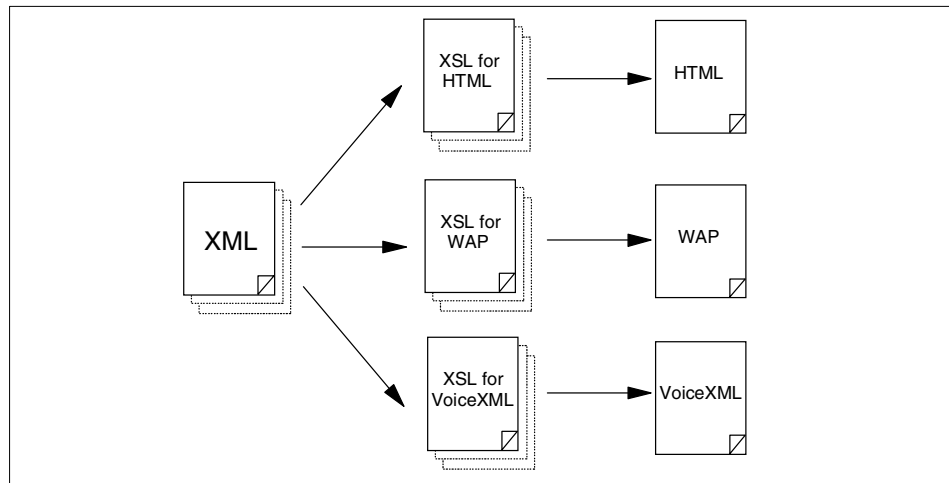 XML
XSL for
HTML
HTML
XSL for
WAP
WAP
XSL for
VoiceXML
VoiceXML